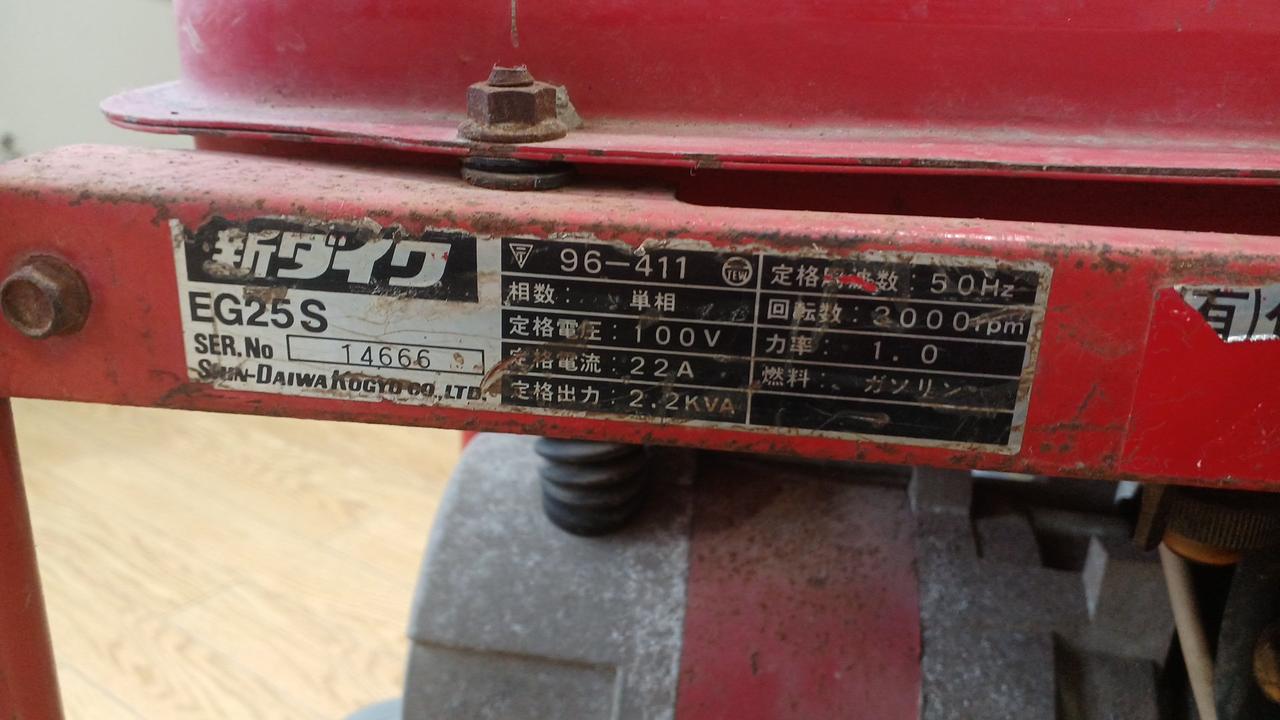 新ダイワ
EG25S
SER.No 14666
SHIN-DAIWA KOGYO CO.,LTD.
96-411 TEW
相数: 単相
定格電圧: 100V
定格電流: 22A
定格出力: 2.2KVA
定格周波数: 50Hz
回転数: 3000rpm
力率: 1.0
燃料: ガソリン
有